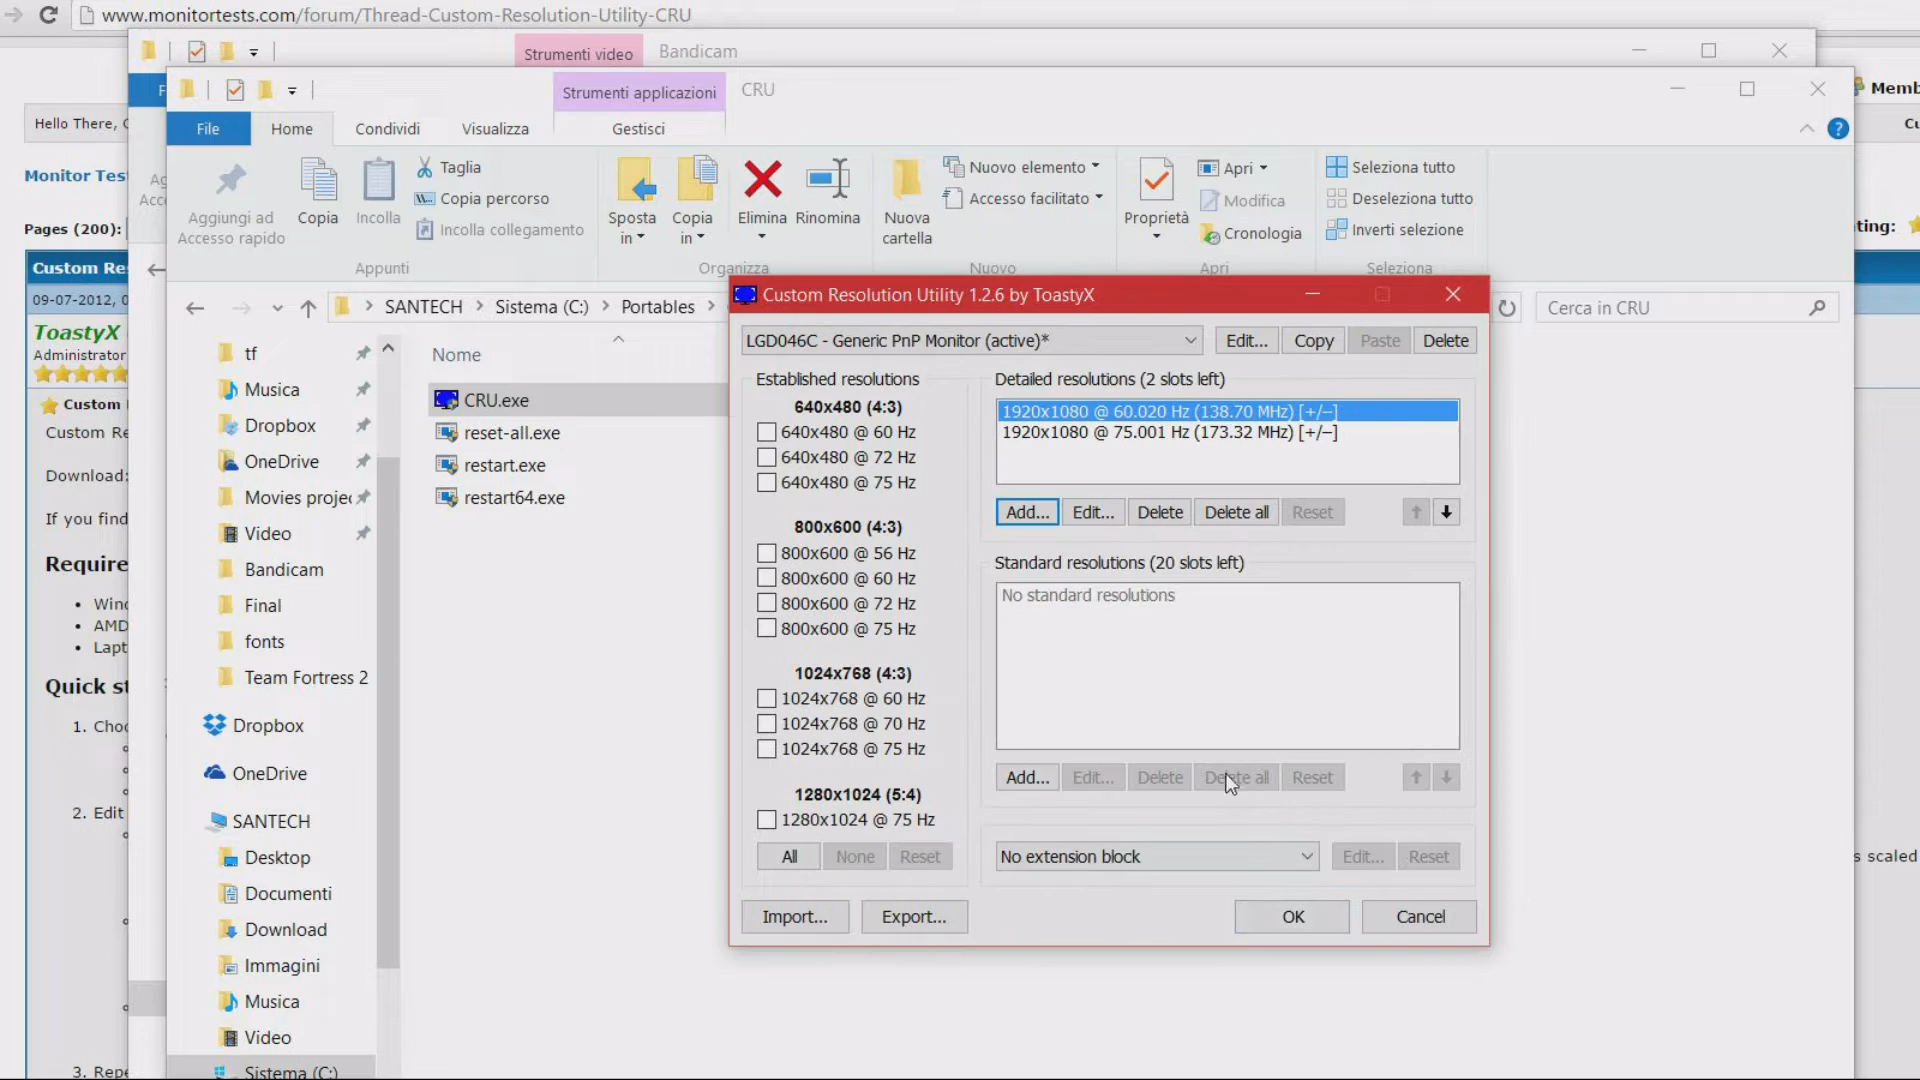 www.monitortests.com/forum/Thread-Custom-Resolution-Utility-CRU
Strumenti video
Bandicam
Strumenti applicazioni
CRU
Memb
Hello There,
File
Home
Condividi
Visualizza
Gestisci
Monitor Tes
Aggiungi ad
Accesso rapido
Copia
Incolla
Taglia
Copia percorso
Incolla collegamento
Appunti
Sposta
in
Copia
in
Elimina
Rinomina
Organizza
Nuova
cartella
Nuovo elemento
Accesso facilitato
Nuovo
Proprietà
Apri
Modifica
Cronologia
Apri
Seleziona tutto
Deseleziona tutto
Inverti selezione
Seleziona
Pages (200):
ting:
Custom Re
09-07-2012, 0
ToastyX
Administrator
Custom
Custom Re
Download:
If you find
Require
Wind
AMD
Lapt
Quick st
1. Choo
2. Edit
3. Repe
s scaled
SANTECH
Sistema (C:)
Portables
Cerca in CRU
tf
Musica
Dropbox
OneDrive
Movies projec
Video
Bandicam
Final
fonts
Team Fortress 2
Dropbox
OneDrive
SANTECH
Desktop
Documenti
Download
Immagini
Musica
Video
Sistema (C:)
Nome
CRU.exe
reset-all.exe
restart.exe
restart64.exe
Custom Resolution Utility 1.2.6 by ToastyX
LGD046C - Generic PnP Monitor (active)*
Edit...
Copy
Paste
Delete
Established resolutions
640x480 (4:3)
640x480 @ 60 Hz
640x480 @ 72 Hz
640x480 @ 75 Hz
800x600 (4:3)
800x600 @ 56 Hz
800x600 @ 60 Hz
800x600 @ 72 Hz
800x600 @ 75 Hz
1024x768 (4:3)
1024x768 @ 60 Hz
1024x768 @ 70 Hz
1024x768 @ 75 Hz
1280x1024 (5:4)
1280x1024 @ 75 Hz
All
None
Reset
Detailed resolutions (2 slots left)
1920x1080 @ 60.020 Hz (138.70 MHz) [+/−]
1920x1080 @ 75.001 Hz (173.32 MHz) [+/−]
Add...
Edit...
Delete
Delete all
Reset
Standard resolutions (20 slots left)
No standard resolutions
Add...
Edit...
Delete
Delete all
Reset
No extension block
Edit...
Reset
Import...
Export...
OK
Cancel